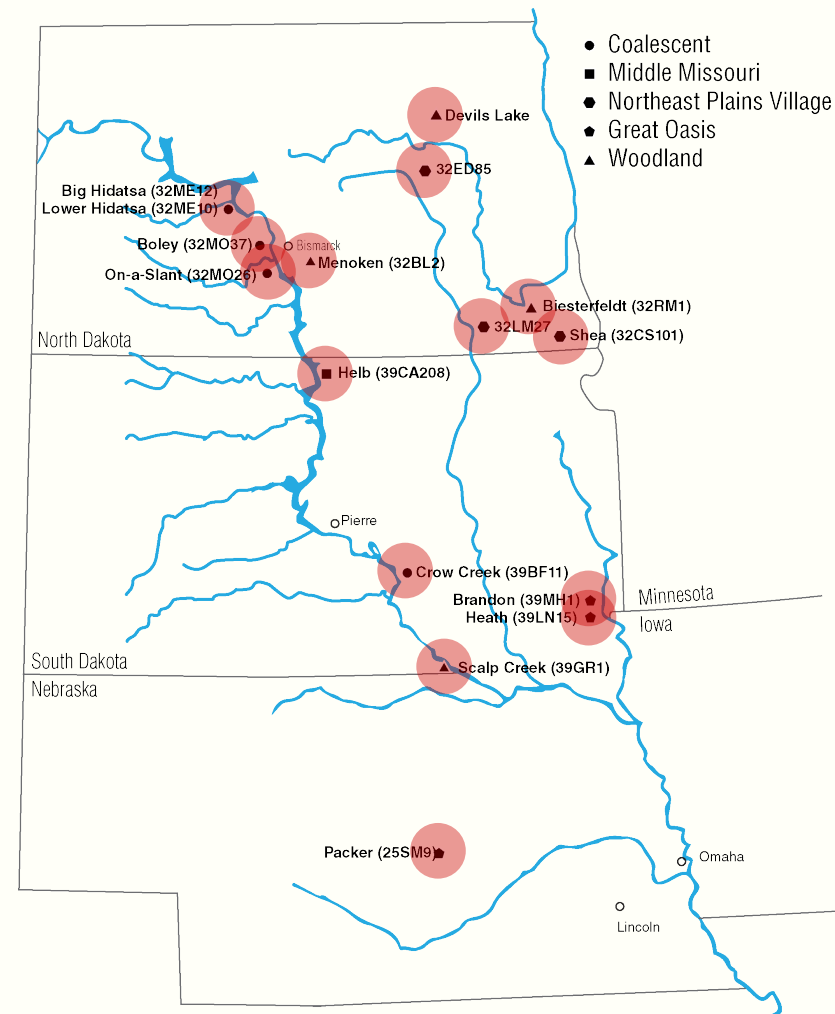 Coalescent
Middle Missouri
Northeast Plains Village
Great Oasis
Woodland
Devils Lake
32ED85
Big Hidatsa (32ME12)
Lower Hidatsa (32ME10)
Boley (32MO37)
Bismarck
Menoken (32BL2)
On-a-Slant (32MO26)
Biesterfeldt (32RM1)
32LM27
Shea (32CS101)
North Dakota
Helb (39CA208)
Pierre
Crow Creek (39BF11)
Brandon (39MH1)
Minnesota
Heath (39LN15)
Iowa
South Dakota
Scalp Creek (39GR1)
Nebraska
Packer (25SM9)
Omaha
Lincoln